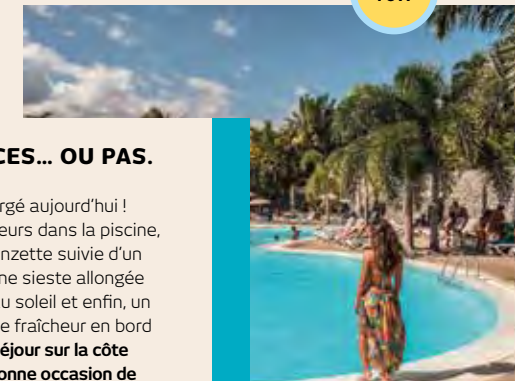 CES... OU PAS.
rgé aujourd'hui !
eurs dans la piscine,
nzette suivie d'un
ne sieste allongée
u soleil et enfin, un
e fraîcheur en bord
éjour sur la côte
onne occasion de